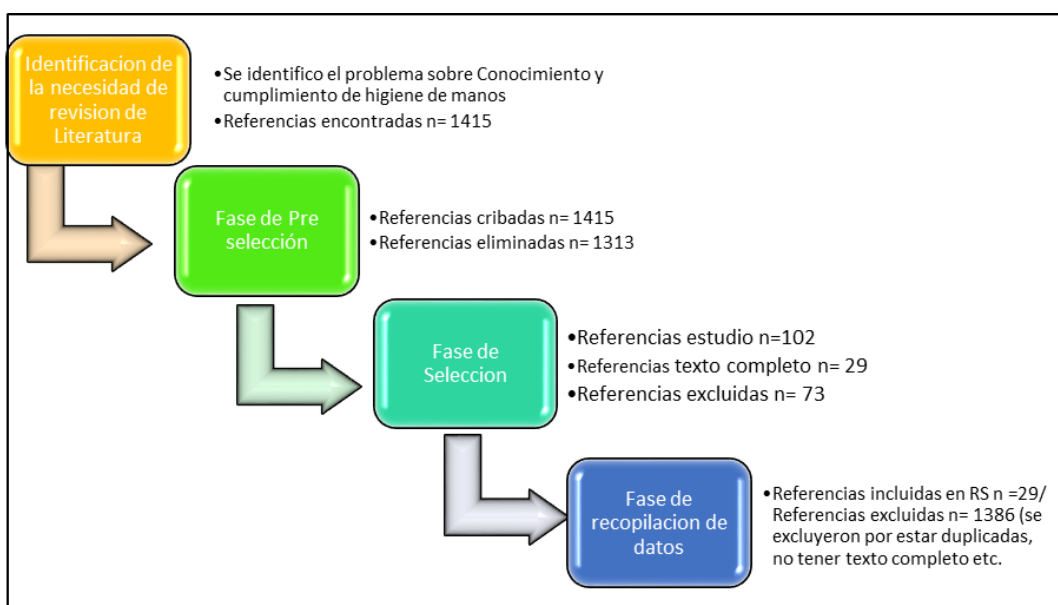 Identificacion de
la necesidad de
revision de
Literatura
•Se identifico el problema sobre Conocimiento y
cumplimiento de higiene de manos
•Referencias encontradas n= 1415
Fase de Pre
selección
•Referencias cribadas n= 1415
•Referencias eliminadas n= 1313
Fase de
Seleccion
•Referencias estudio n=102
•Referencias texto completo n= 29
•Referencias excluidas n= 73
Fase de
recopilacion de
datos
•Referencias incluidas en RS n =29/
Referencias excluidas n= 1386 (se
excluyeron por estar duplicadas,
no tener texto completo etc.